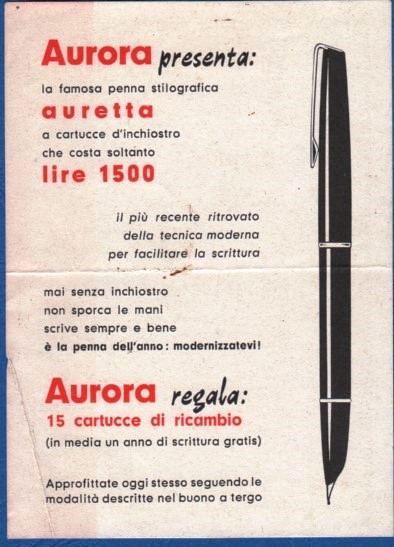 Aurora presenta:
la famosa penna stilografica
auretta
a cartucce d'inchiostro
che costa soltanto
lire 1500
il più recente ritrovato
della tecnica moderna
per facilitare la scrittura
mai senza inchiostro
non sporca le mani
scrive sempre e bene
è la penna dell'anno: modernizzatevi!
Aurora regala:
15 cartucce di ricambio
(in media un anno di scrittura gratis)
Approfittate oggi stesso seguendo le
modalità descritte nel buono a tergo